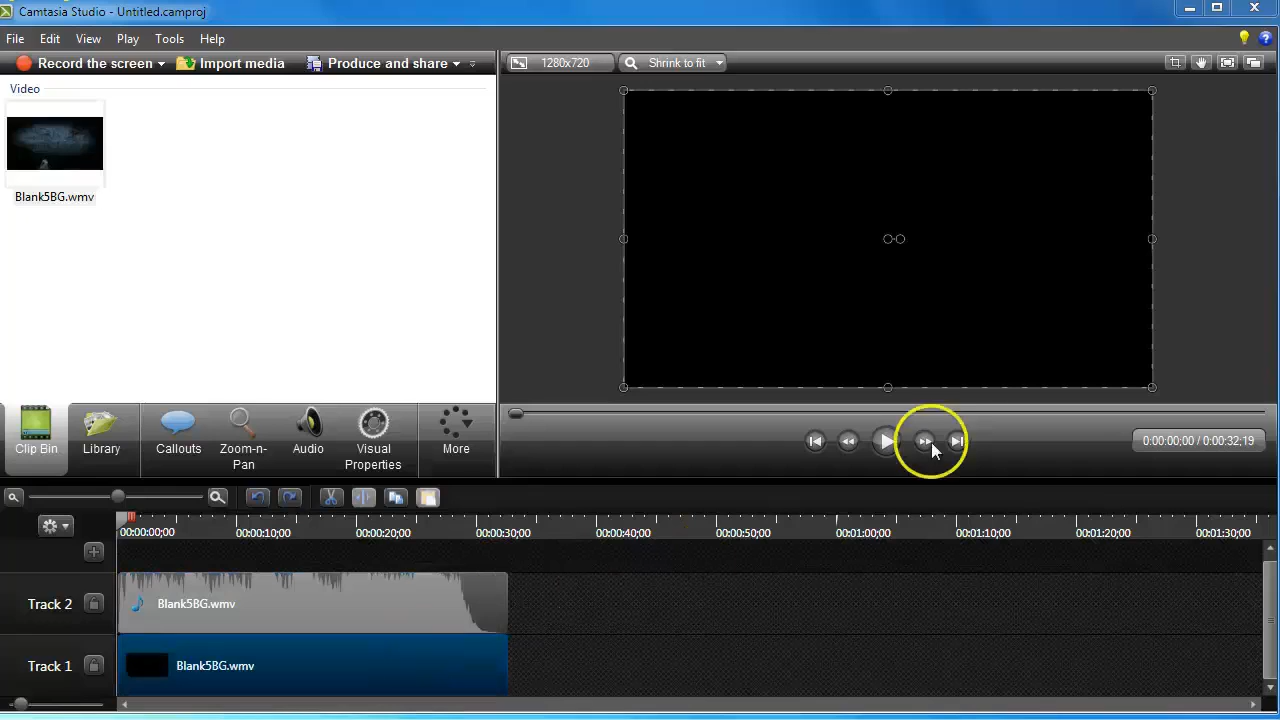 Camtasia Studio - Untitled.camproj
File Edit View Play Tools Help
Record the screen Import media Produce and share 1280x720 Shrink to fit
Video
Blank5BG.wmv
Clip Bin Library Callouts Zoom-n-Pan Audio Visual Properties More
0:00:00;00 / 0:00:32;19
00:00:00;00 00:00:10;00 00:00:20;00 00:00:30;00 00:00:40;00 00:00:50;00 00:01:00;00 00:01:10;00 00:01:20;00 00:01:30;00
Track 2 Blank5BG.wmv
Track 1 Blank5BG.wmv